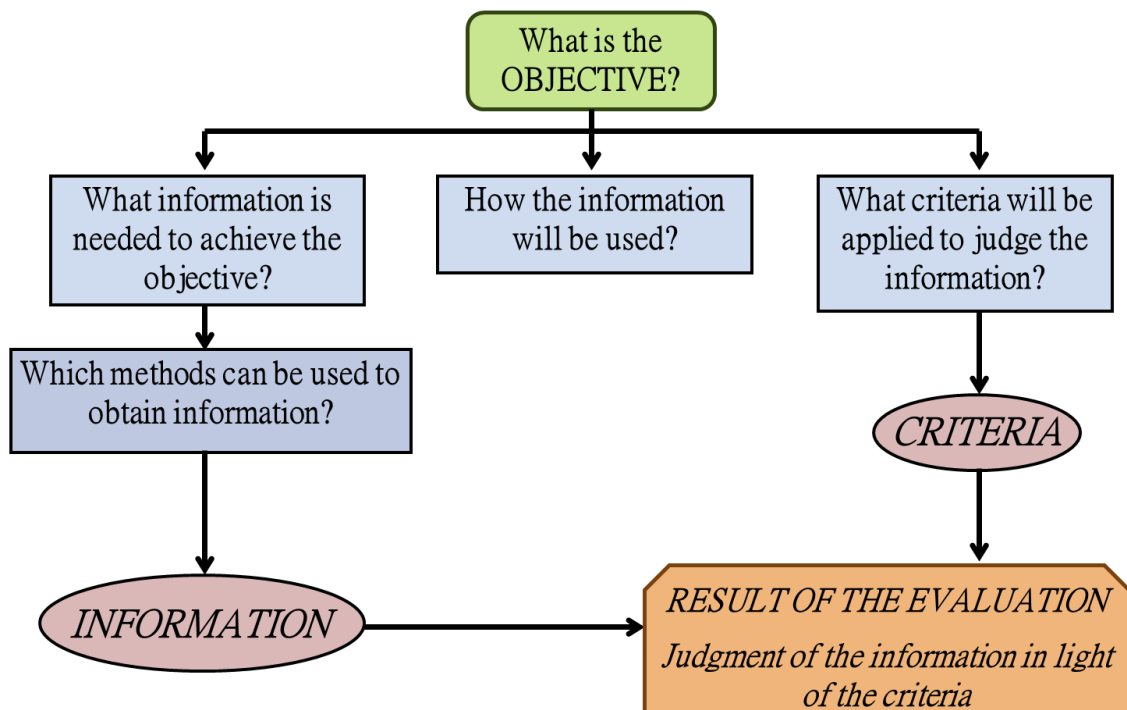 What is the
OBJECTIVE?
What information is
needed to achieve the
objective?
How the information
will be used?
What criteria will be
applied to judge the
information?
Which methods can be used to
obtain information?
CRITERIA
INFORMATION
RESULT OF THE EVALUATION
Judgment of the information in light
of the criteria